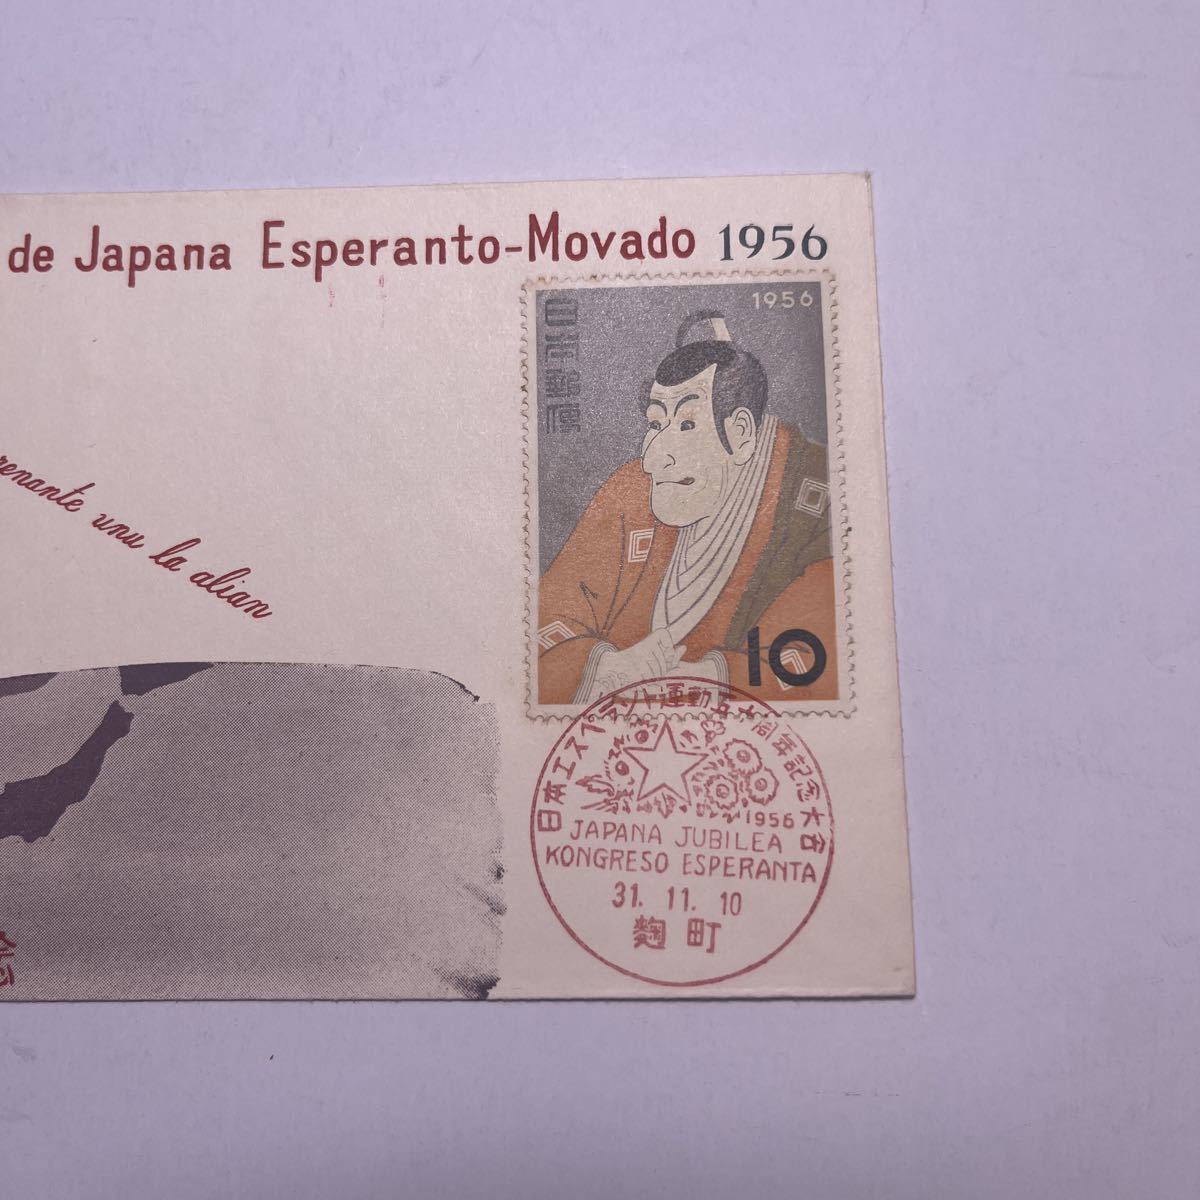 de Japana Esperanto-Movado 1956
1956
日本郵便
10
renante unu la alian
日本エスペラント運動五十周年記念大会
1956
JAPANA JUBILEA
KONGRESO ESPERANTA
31. 11. 10
麴町